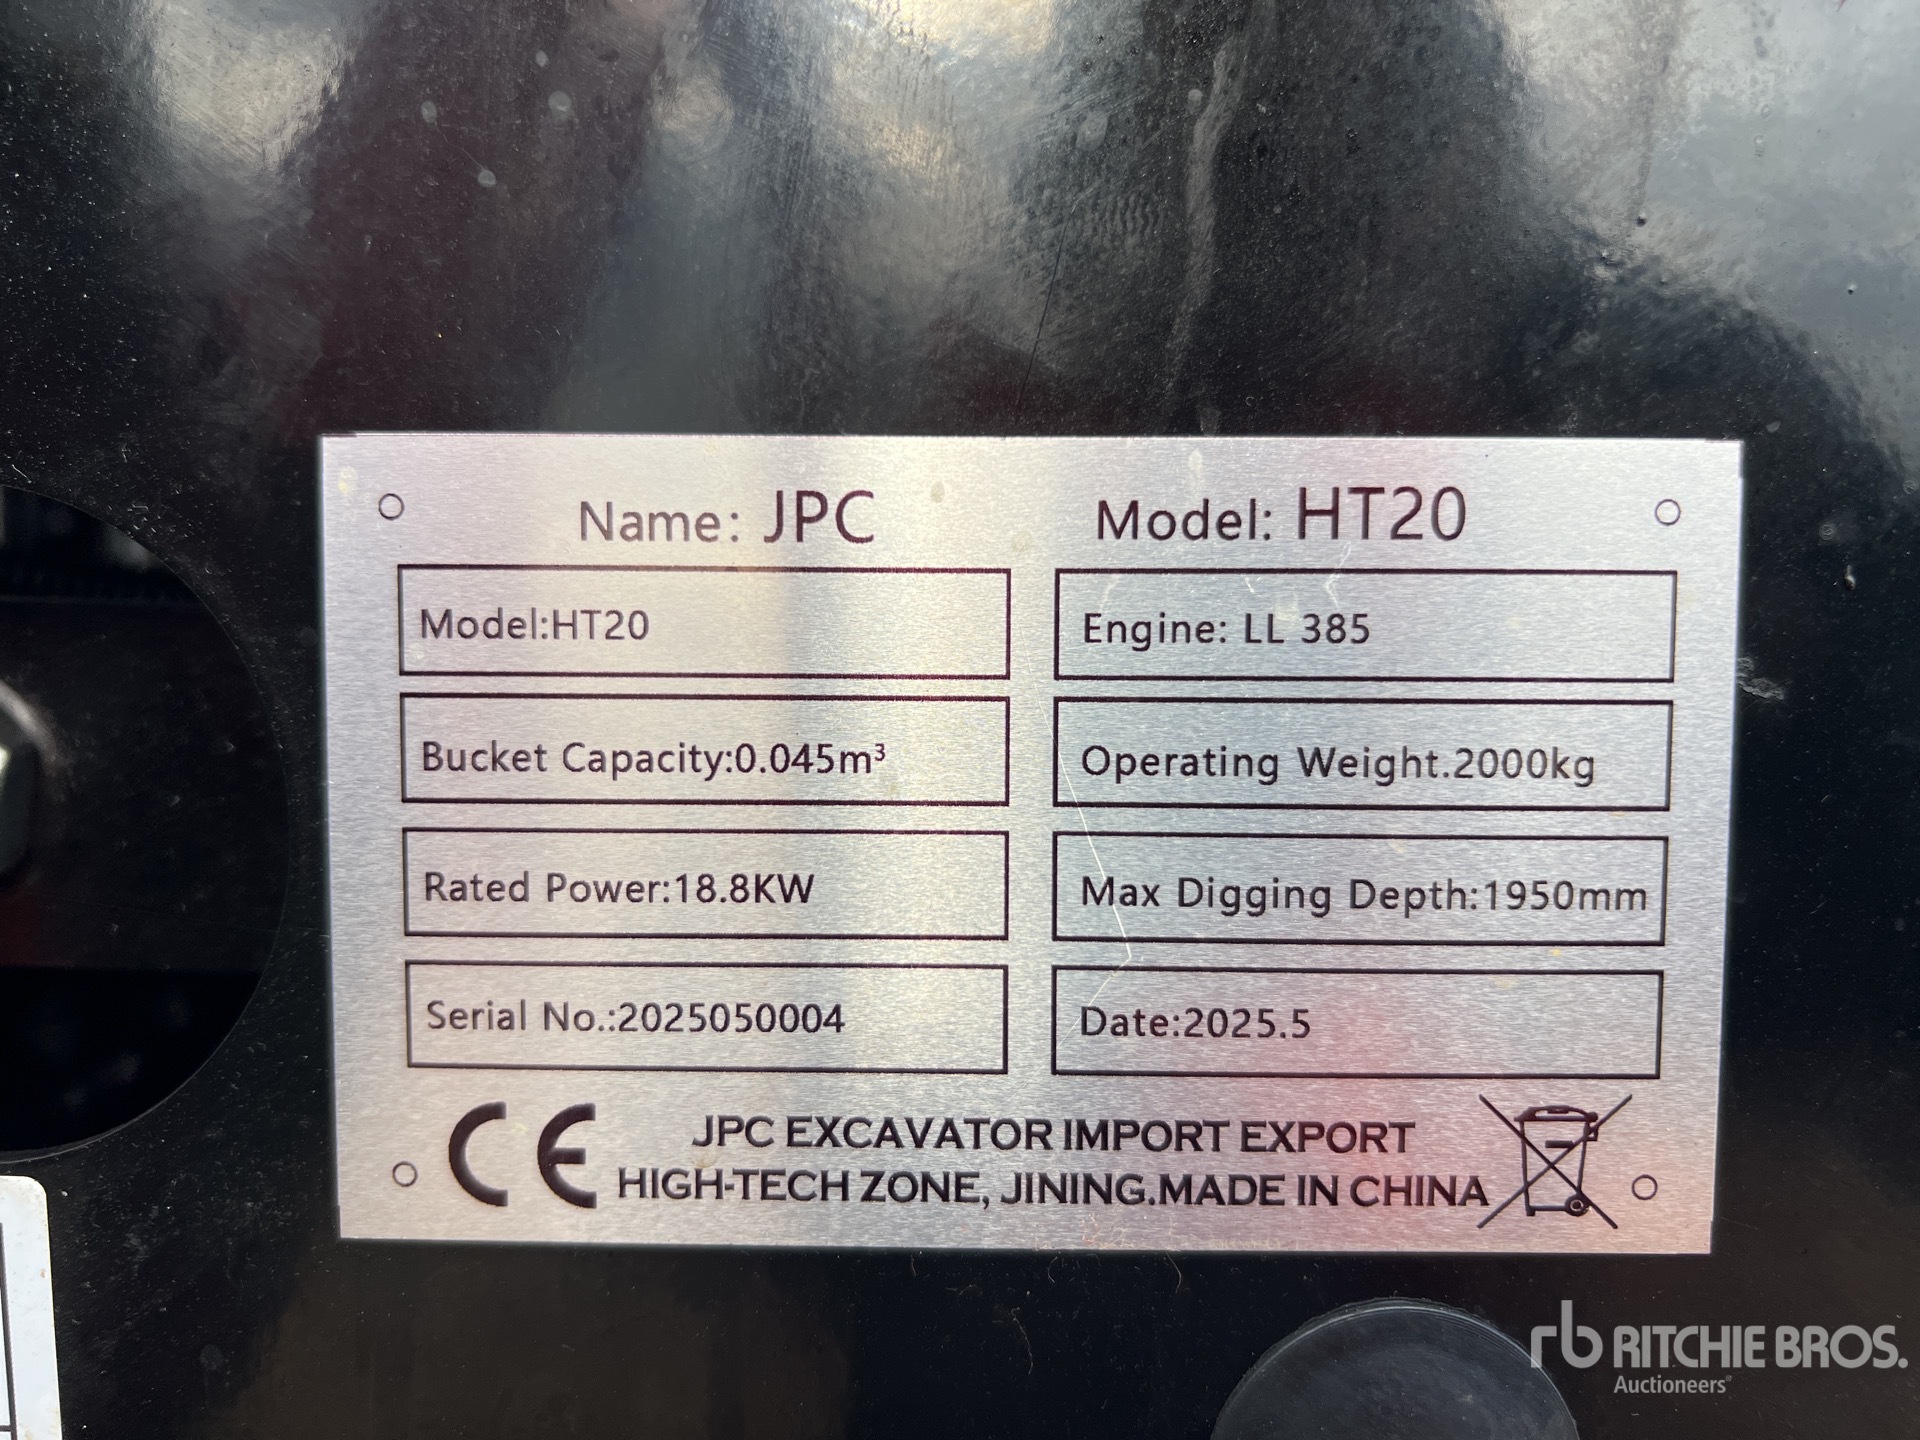 Name: JPC Model: HT20
Model:HT20 Engine: LL 385
Bucket Capacity:0.045m³ Operating Weight.2000kg
Rated Power:18.8KW Max Digging Depth:1950mm
Serial No.:2025050004 Date:2025.5
CE JPC EXCAVATOR IMPORT EXPORT
HIGH-TECH ZONE, JINING.MADE IN CHINA
rb RITCHIE BROS.
Auctioneers®